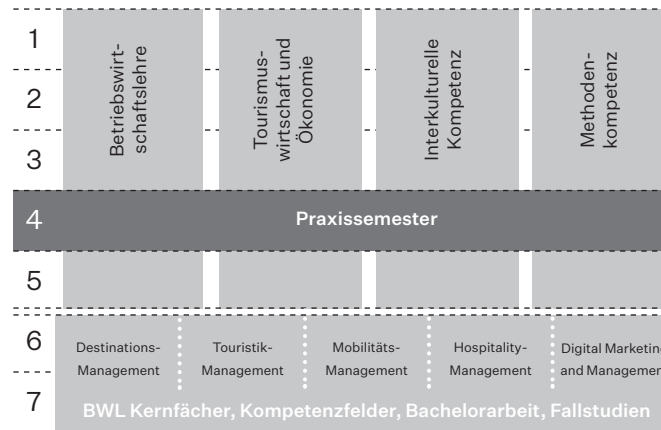 1
2
3
Betriebswirt-
schaftslehre
Tourismus-
wirtschaft und
Ökonomie
Interkulturelle
Kompetenz
Methoden-
kompetenz
4
Praxissemester
5
6
Destinations-
Management
Touristik-
Management
Mobilitäts-
Management
Hospitality-
Management
Digital Marketing
and Management
7
BWL Kernfächer, Kompetenzfelder, Bachelorarbeit, Fallstudien